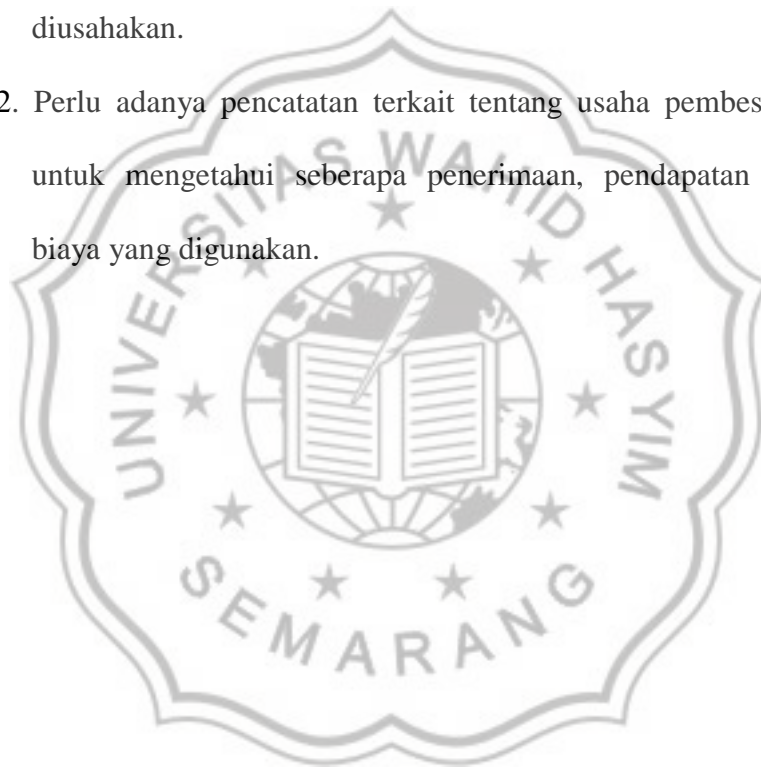 diusahakan.
2. Perlu adanya pencatatan terkait tentang usaha
untuk mengetahui seberapa penerimaan, pendapatan
biaya yang digunakan.
UNIVERSITAS WAHID HASYIM
SEMARANG